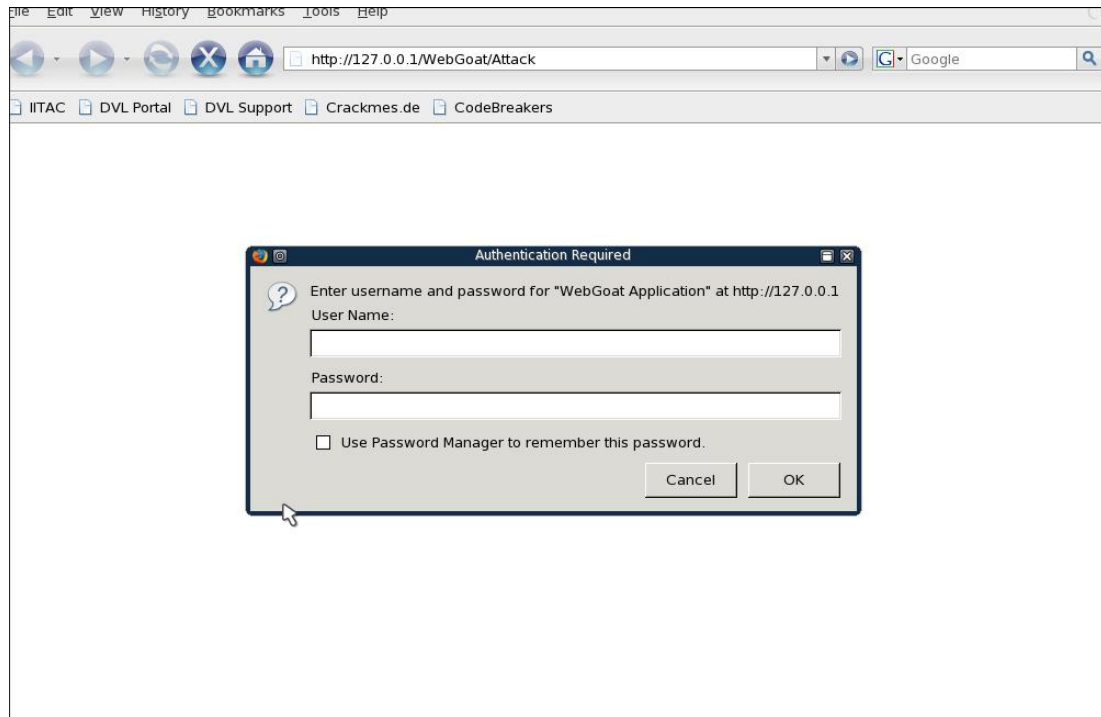 File Edit View History Bookmarks Tools Help
http://127.0.0.1/WebGoat/Attack
G Google
IITAC DVL Portal DVL Support Crackmes.de CodeBreakers
Authentication Required
Enter username and password for "WebGoat Application" at http://127.0.0.1
User Name:
Password:
Use Password Manager to remember this password.
Cancel OK